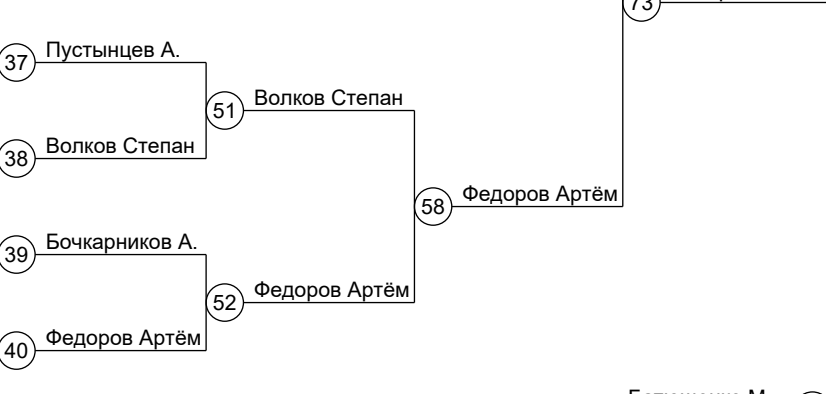 73
37 Пустынцев А.
51 Волков Степан
38 Волков Степан
58 Федоров Артём
39 Бочкарников А.
52 Федоров Артём
40 Федоров Артём